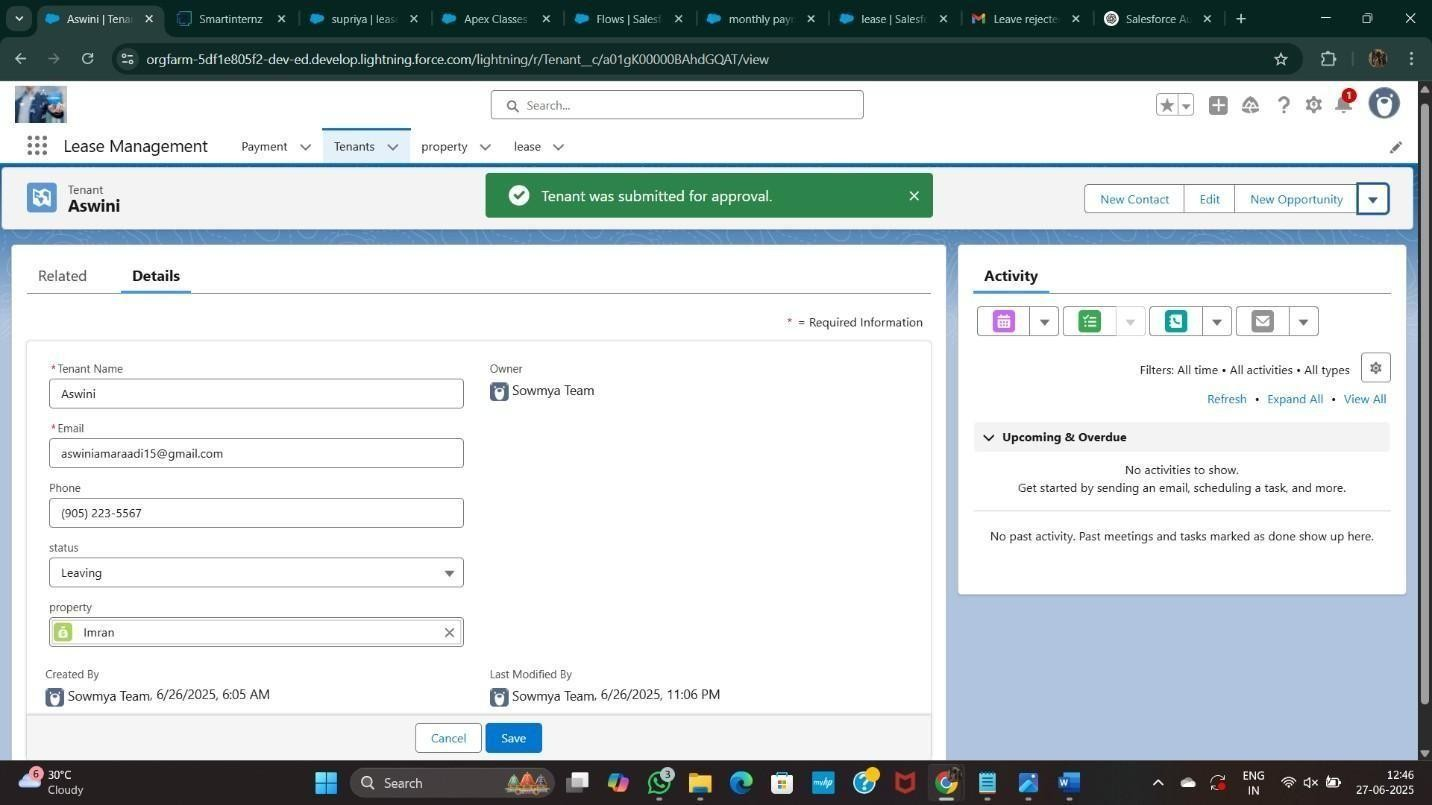 Aswini | Tenan
Smartinternz
supriya | lease
Apex Classes
Flows | Salesf
monthly payn
lease | Salesfo
Leave rejected
Salesforce Au
orgfarm-5df1e805f2-dev-ed.develop.lightning.force.com/lightning/r/Tenant__c/a01gK00000BAhdGQAT/view
Search...
1
Lease Management
Payment
Tenants
property
lease
Tenant
Aswini
Tenant was submitted for approval.
New Contact
Edit
New Opportunity
Related
Details
* = Required Information
*Tenant Name
Aswini
Owner
Sowmya Team
*Email
aswiniamaraadi15@gmail.com
Phone
(905) 223-5567
status
Leaving
property
Imran
Created By
Sowmya Team, 6/26/2025, 6:05 AM
Last Modified By
Sowmya Team, 6/26/2025, 11:06 PM
Cancel
Save
Activity
Filters: All time • All activities • All types
Refresh • Expand All • View All
Upcoming & Overdue
No activities to show.
Get started by sending an email, scheduling a task, and more.
No past activity. Past meetings and tasks marked as done show up here.
6
30°C
Cloudy
Search
3
ENG
IN
12:46
27-06-2025